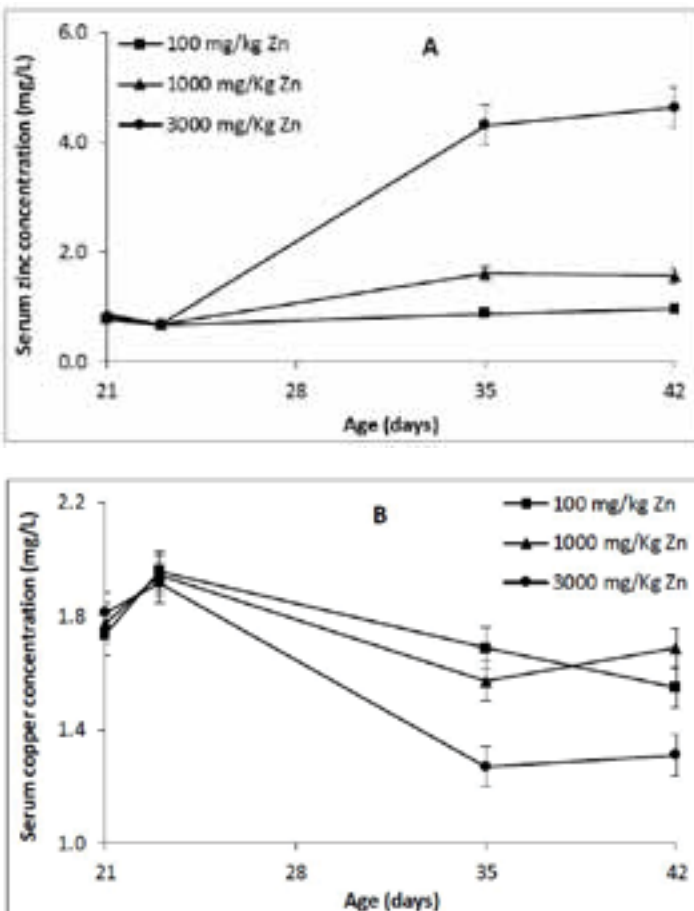 6.0
100 mg/kg Zn
A
1000 mg/Kg Zn
3000 mg/Kg Zn
4.0
2.0
0.0
Serum zinc concentration (mg/L)
21 28 35 42
Age (days)
2.2
B
100 mg/kg Zn
1000 mg/Kg Zn
3000 mg/Kg Zn
1.8
1.4
1.0
Serum copper concentration (mg/L)
21 28 35 42
Age (days)